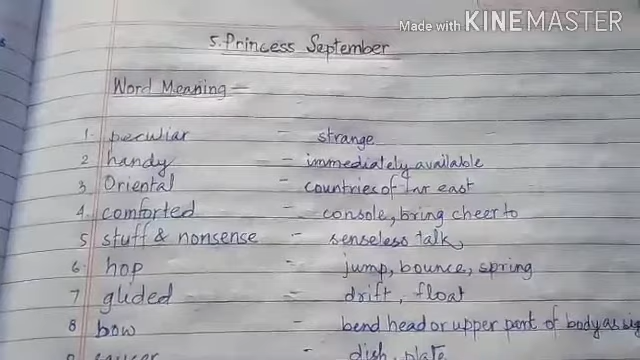 Made with KINEMASTER
5. Princess September
Word Meaning -
1. peculiar - strange
2 handy - immediately available
3 Oriental - countries of far east
4. comforted - console, bring cheer to
5 stuff & nonsense - senseless talk,
6. hop - jump, bounce, spring
7 glided - drift, float
8 bow - bend head or upper part of body as sig
saucer - dish, plate